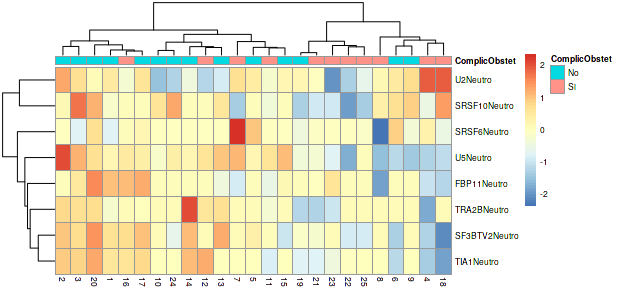 ComplicObstet
ComplicObstet
No
SI
U2Neutro
SRSF10Neutro
SRSF6Neutro
U5Neutro
FBP11Neutro
TRA2BNeutro
SF3BTV2Neutro
TIA1Neutro
2
1
0
-1
-2
2 3 20 1 16 17 10 24 14 12 13 7 5 11 15 19 21 23 22 25 8 6 9 4 18